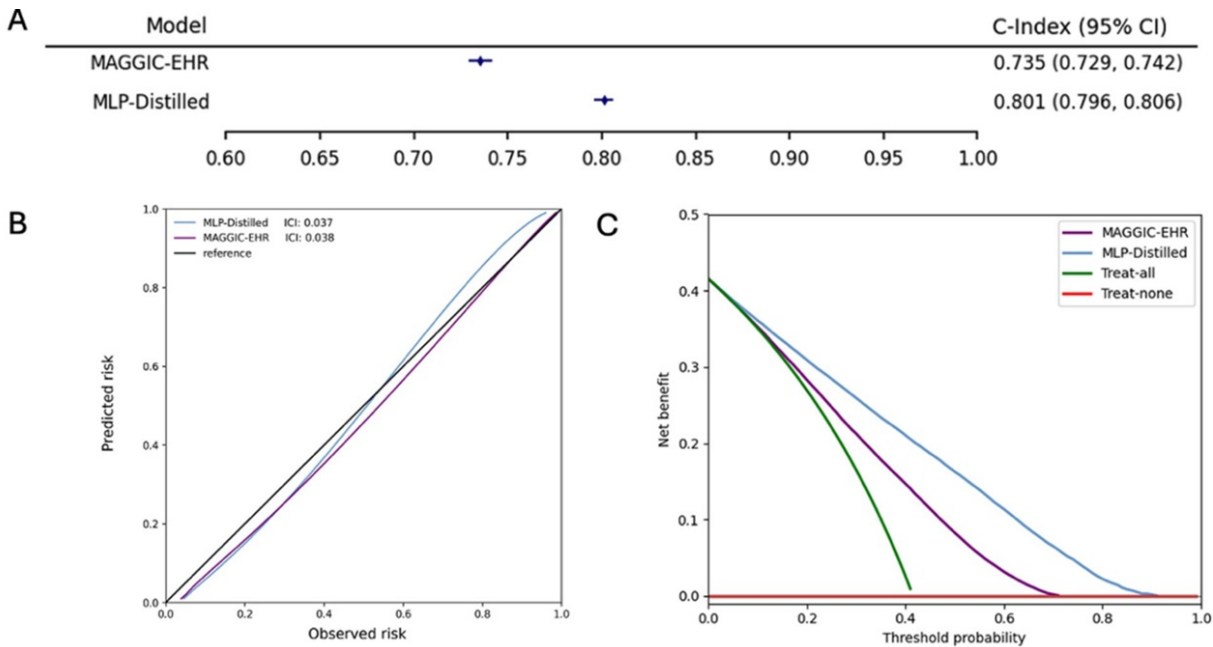 A
Model C-Index (95% CI)
MAGGIC-EHR 0.735 (0.729, 0.742)
MLP-Distilled 0.801 (0.796, 0.806)
0.60 0.65 0.70 0.75 0.80 0.85 0.90 0.95 1.00
B
MLP-Distilled ICI: 0.037
MAGGIC-EHR ICI: 0.038
reference
Predicted risk
1.0
0.8
0.6
0.4
0.2
0.0
0.0 0.2 0.4 0.6 0.8 1.0
Observed risk
C
MAGGIC-EHR
MLP-Distilled
Treat-all
Treat-none
Net benefit
0.5
0.4
0.3
0.2
0.1
0.0
0.0 0.2 0.4 0.6 0.8 1.0
Threshold probability